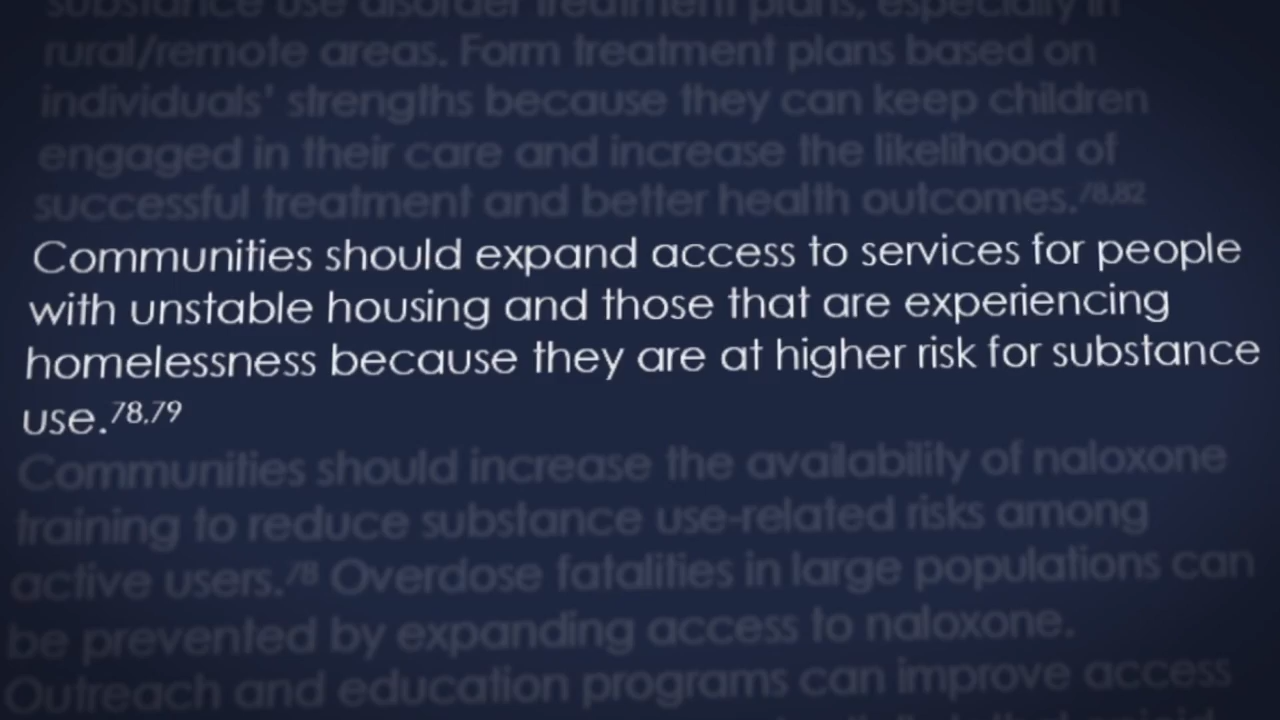 substance use disorder treatment plans, especially in
rural/remote areas. Form treatment plans based on
individuals' strengths because they can keep children
engaged in their care and increase the likelihood of
successful treatment and better health outcomes.78,82
Communities should expand access to services for people
with unstable housing and those that are experiencing
homelessness because they are at higher risk for substance
use.78,79
Communities should increase the availability of naloxone
training to reduce substance use-related risks among
active users.78 Overdose fatalities in large populations can
be prevented by expanding access to naloxone.
Outreach and education programs can improve access